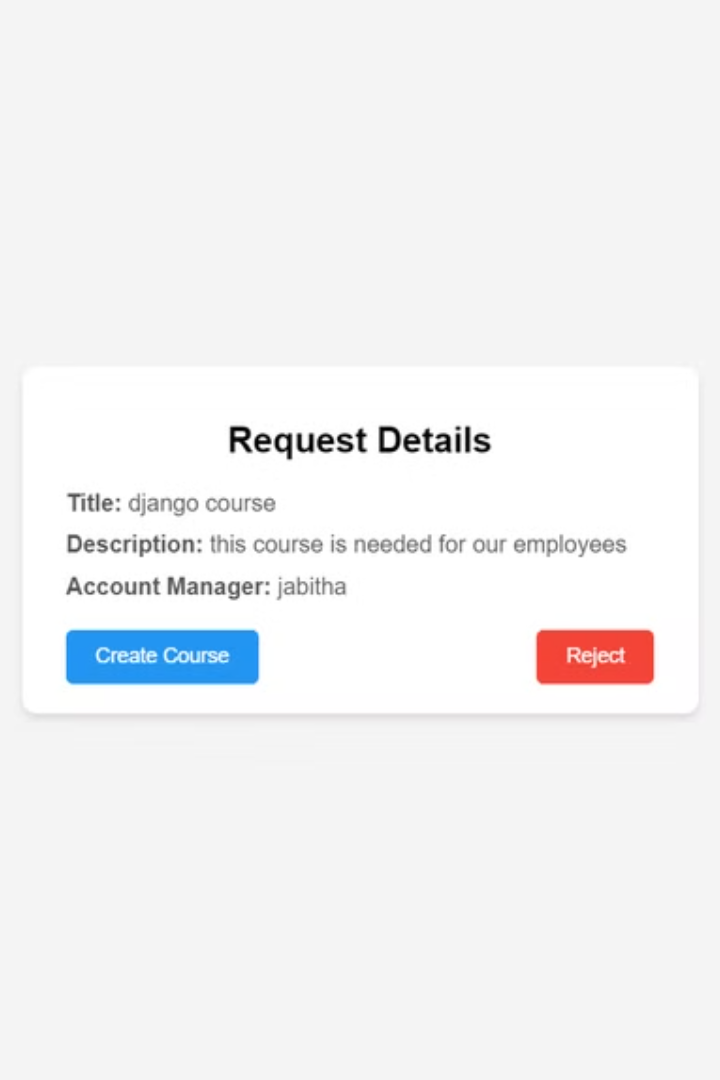 Request Details
Title: django course
Description: this course is needed for our employees
Account Manager: jabitha
Create Course
Reject